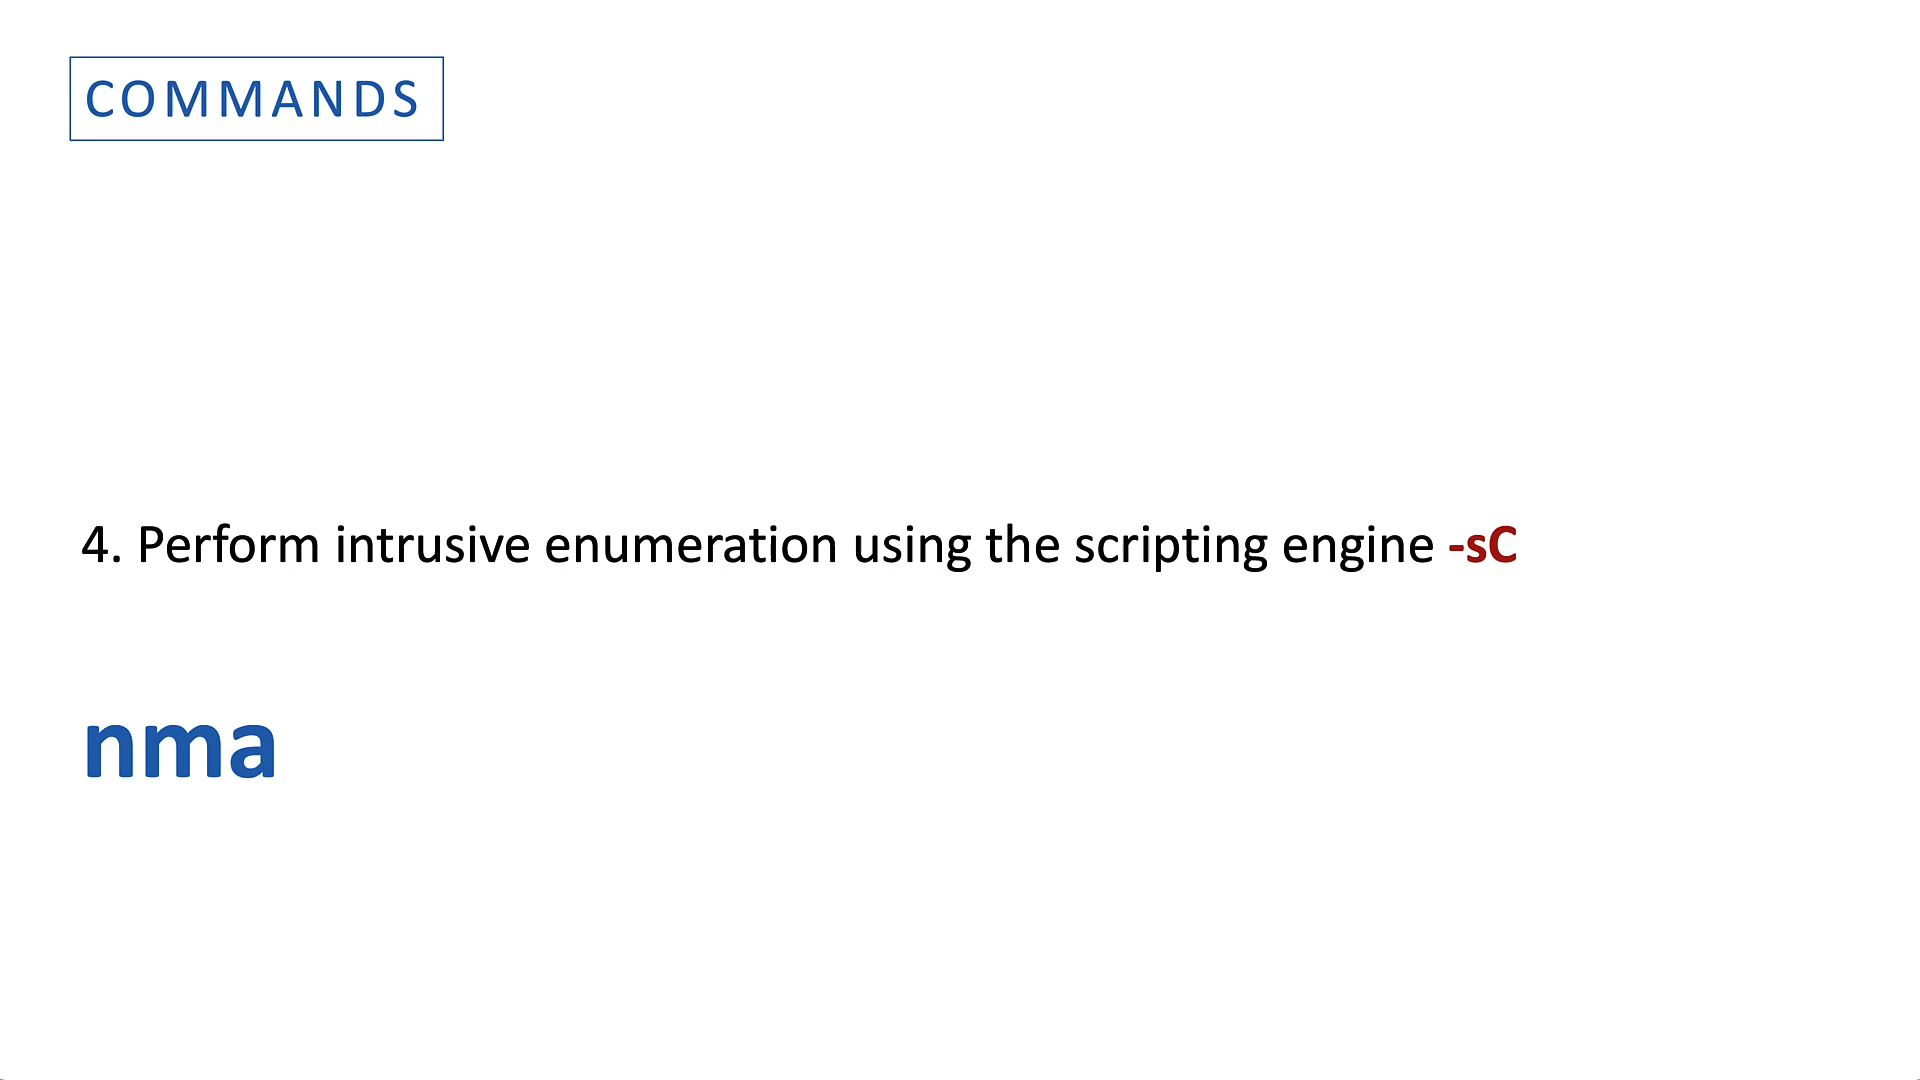 COMMANDS
4. Perform intrusive enumeration using the scripting engine -sC
nma